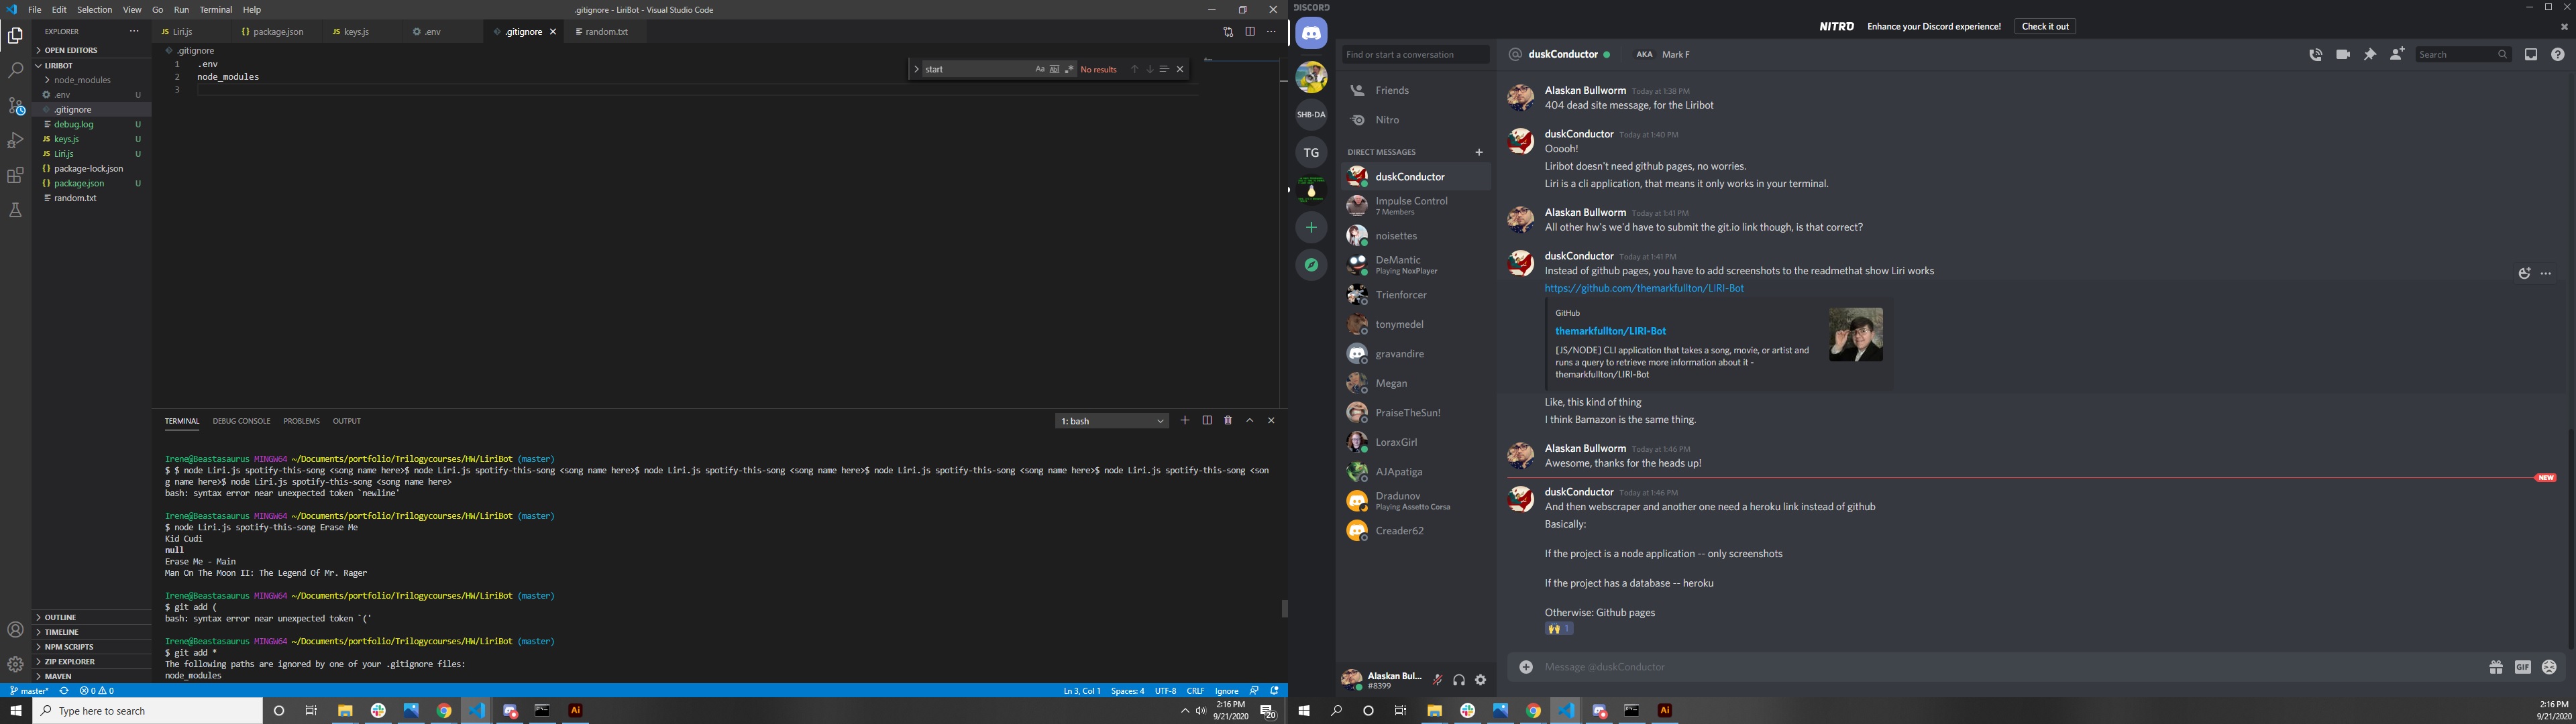 File Edit Selection View Go Run Terminal Help
.gitignore - LiriBot - Visual Studio Code
EXPLORER
OPEN EDITORS
LIRIBOT
node_modules
.env U
.gitignore
debug.log U
keys.js U
Liri.js U
package-lock.json
package.json U
random.txt
OUTLINE
TIMELINE
NPM SCRIPTS
ZIP EXPLORER
MAVEN
Liri.js package.json keys.js .env .gitignore random.txt
.gitignore
1 .env
2 node_modules
3
start Aa No results
TERMINAL DEBUG CONSOLE PROBLEMS OUTPUT 1: bash
Irene@Beastasaurus MINGW64 ~/Documents/portfolio/Trilogycourses/HW/LiriBot (master)
$ $ node Liri.js spotify-this-song <song name here>$ node Liri.js spotify-this-song <song name here>$ node Liri.js spotify-this-song <song name here>$ node Liri.js spotify-this-song <song name here>$ node Liri.js spotify-this-song <son
g name here>$ node Liri.js spotify-this-song <song name here>
bash: syntax error near unexpected token `newline'
Irene@Beastasaurus MINGW64 ~/Documents/portfolio/Trilogycourses/HW/LiriBot (master)
$ node Liri.js spotify-this-song Erase Me
Kid Cudi
null
Erase Me - Main
Man On The Moon II: The Legend Of Mr. Rager
Irene@Beastasaurus MINGW64 ~/Documents/portfolio/Trilogycourses/HW/LiriBot (master)
$ git add (
bash: syntax error near unexpected token `('
Irene@Beastasaurus MINGW64 ~/Documents/portfolio/Trilogycourses/HW/LiriBot (master)
$ git add *
The following paths are ignored by one of your .gitignore files:
node_modules
master* 0 0 Ln 3, Col 1 Spaces: 4 UTF-8 CRLF Ignore
Type here to search
Ai
2:16 PM
9/21/2020
20
DISCORD
NITRO Enhance your Discord experience! Check it out
SHB-DA
TG
Find or start a conversation
Friends
Nitro
DIRECT MESSAGES
duskConductor
Impulse Control
7 Members
noisettes
DeMantic
Playing NoxPlayer
Trienforcer
tonymedel
gravandire
Megan
PraiseTheSun!
LoraxGirl
AJApatiga
Dradunov
Playing Assetto Corsa
Creader62
Alaskan Bul...
#8399
@ duskConductor AKA Mark F
Search
Alaskan Bullworm Today at 1:38 PM
404 dead site message, for the Liribot
duskConductor Today at 1:40 PM
Ooooh!
Liribot doesn't need github pages, no worries.
Liri is a cli application, that means it only works in your terminal.
Alaskan Bullworm Today at 1:41 PM
All other hw's we'd have to submit the git.io link though, is that correct?
duskConductor Today at 1:41 PM
Instead of github pages, you have to add screenshots to the readmethat show Liri works
https://github.com/themarkfullton/LIRI-Bot
GitHub
themarkfullton/LIRI-Bot
[JS/NODE] CLI application that takes a song, movie, or artist and
runs a query to retrieve more information about it -
themarkfullton/LIRI-Bot
Like, this kind of thing
I think Bamazon is the same thing.
Alaskan Bullworm Today at 1:46 PM
Awesome, thanks for the heads up!
NEW
duskConductor Today at 1:46 PM
And then webscraper and another one need a heroku link instead of github
Basically:
If the project is a node application -- only screenshots
If the project has a database -- heroku
Otherwise: Github pages
1
Message @duskConductor
GIF
Ai
2:16 PM
9/21/2020